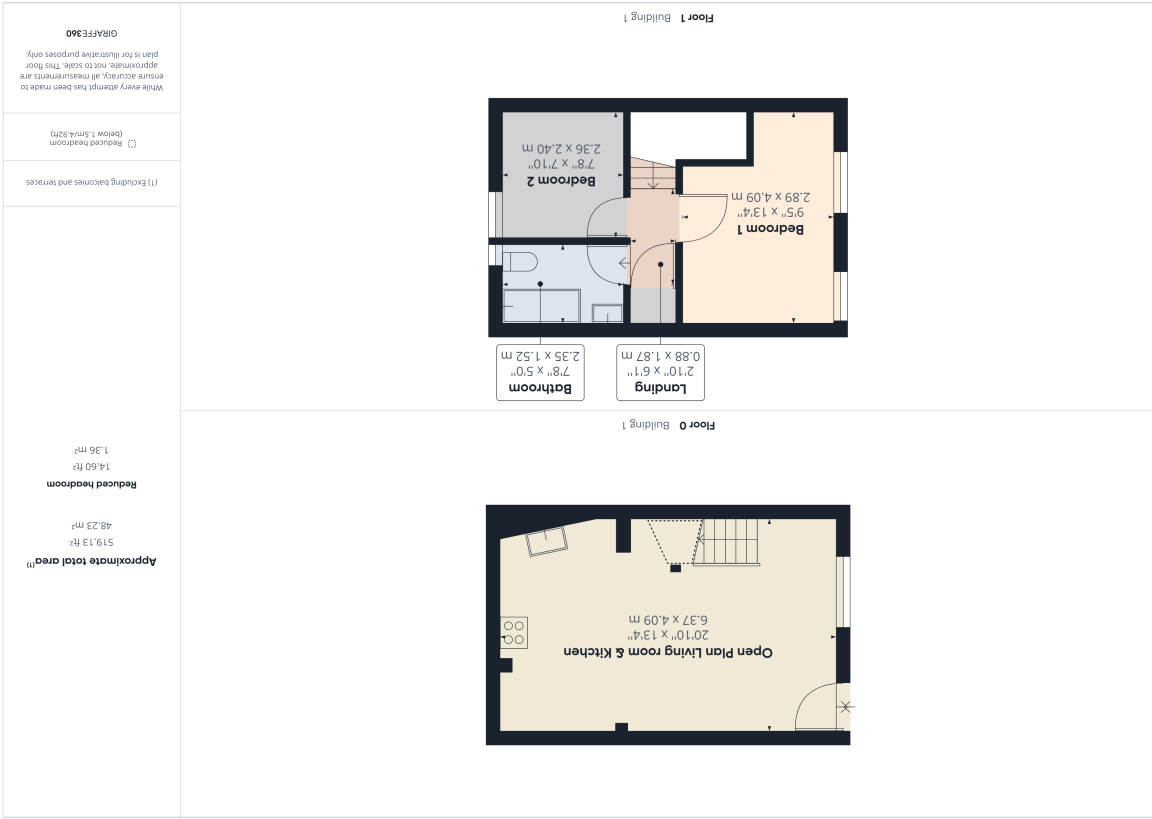 Open Plan Living room & Kitchen
20'10" x 13'4"
6.37 x 4.09 m
Floor 0 Building 1
Landing
2'10" x 6'1"
0.88 x 1.87 m
Bathroom
7'8" x 5'0"
2.35 x 1.52 m
Bedroom 1
9'5" x 13'4"
2.89 x 4.09 m
Bedroom 2
7'8" x 7'10"
2.36 x 2.40 m
Floor 1 Building 1
Approximate total area(1)
519.13 ft²
48.23 m²
Reduced headroom
14.60 ft²
1.36 m²
(1) Excluding balconies and terraces
Reduced headroom
(below 1.5m/4.92ft)
While every attempt has been made to
ensure accuracy, all measurements are
approximate, not to scale. This floor
plan is for illustrative purposes only.
GIRAFFE360